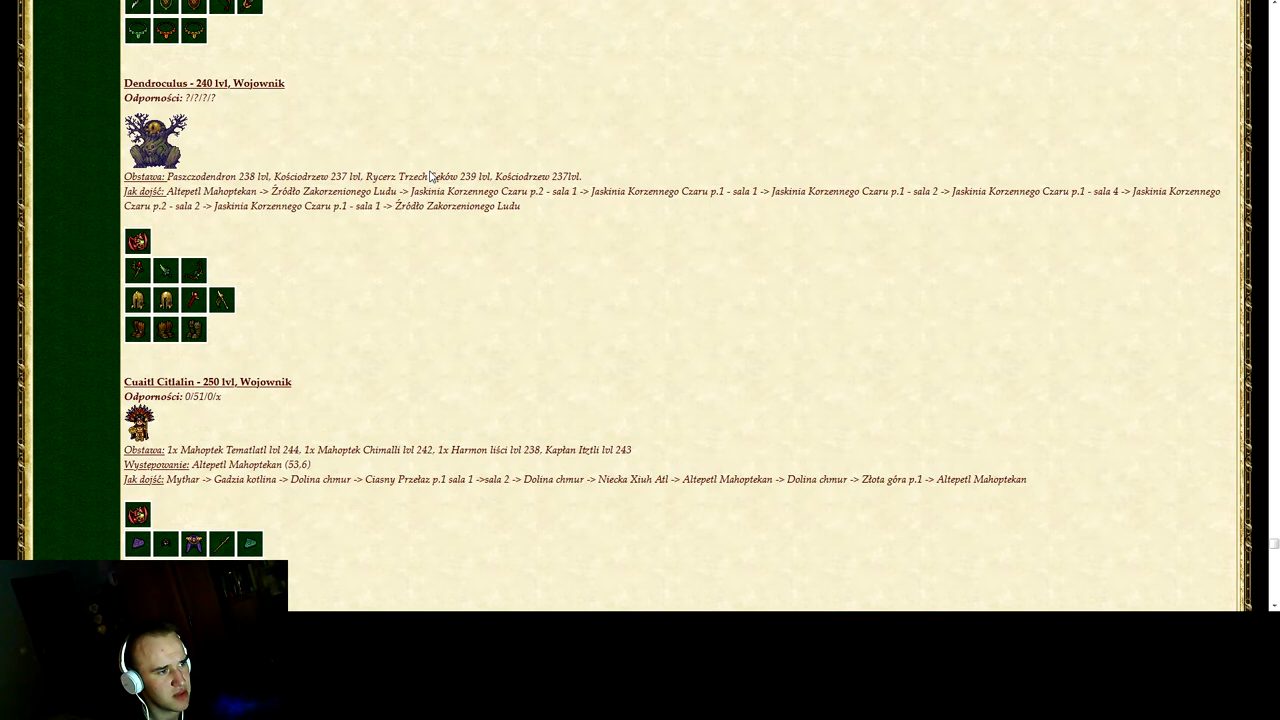 Dendroculus - 240 lvl, Wojownik
Odporności: ?/?/?/?
Obstawa: Paszczodendron 238 lvl, Kościodrzew 237 lvl, Rycerz Trzech Sęków 239 lvl, Kościodrzew 237lvl.
Jak dojść: Altepetl Mahoptekan -> Źródło Zakorzenionego Ludu -> Jaskinia Korzennego Czaru p.2 - sala 1 -> Jaskinia Korzennego Czaru p.1 - sala 1 -> Jaskinia Korzennego Czaru p.1 - sala 2 -> Jaskinia Korzennego Czaru p.1 - sala 4 -> Jaskinia Korzennego
Czaru p.2 - sala 2 -> Jaskinia Korzennego Czaru p.1 - sala 1 -> Źródło Zakorzenionego Ludu
Cuaitl Citlalin - 250 lvl, Wojownik
Odporności: 0/51/0/x
Obstawa: 1x Mahoptek Tematlatl lvl 244, 1x Mahoptek Chimalli lvl 242, 1x Harmon liści lvl 238, Kapłan Itztli lvl 243
Występowanie: Altepetl Mahoptekan (53,6)
Jak dojść: Mythar -> Gadzia kotlina -> Dolina chmur -> Ciasny Przełaz p.1 sala 1 ->sala 2 -> Dolina chmur -> Niecka Xiuh Atl -> Altepetl Mahoptekan -> Dolina chmur -> Złota góra p.1 -> Altepetl Mahoptekan